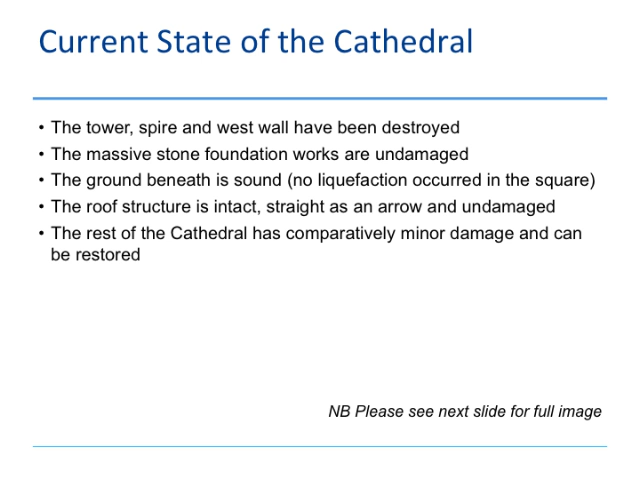 Current State of the Cathedral
• The tower, spire and west wall have been destroyed
• The massive stone foundation works are undamaged
• The ground beneath is sound (no liquefaction occurred in the square)
• The roof structure is intact, straight as an arrow and undamaged
• The rest of the Cathedral has comparatively minor damage and can
be restored
NB Please see next slide for full image